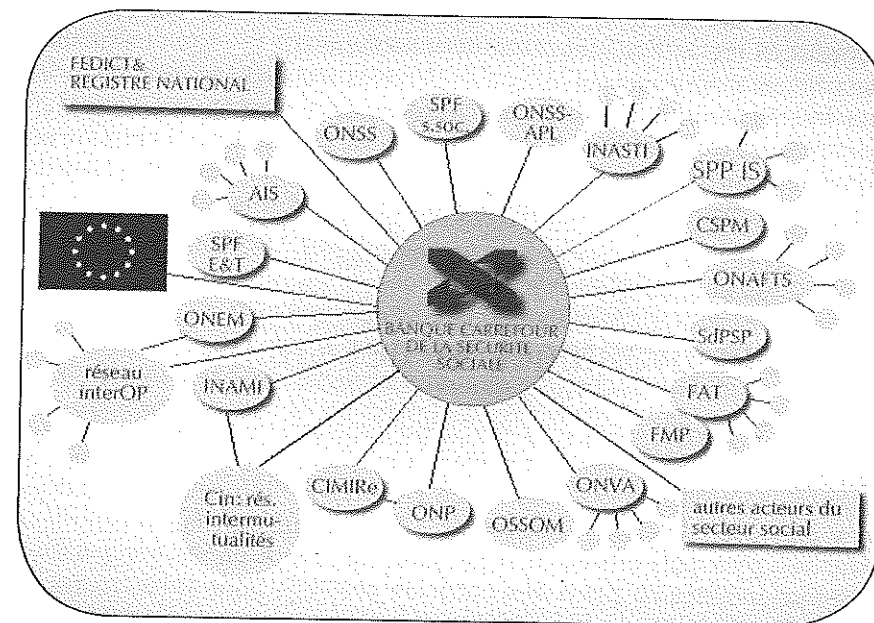 FEDICT&
REGISTRE NATIONAL
ONSS
SPF
S.SOC.
ONSS-
APL
INASTI
SPP IS
AIS
CSPM
SPF
E&T
ONAFTS
ONEM
BANQUE CARREFOUR
DE LA SECURITE
SOCIALE
SdPSP
réseau
interOP
INAMI
FAT
FMP
Cin: rés.
intermu-
tualités
CIMIRe
ONP
OSSOM
ONVA
autres acteurs du
secteur social